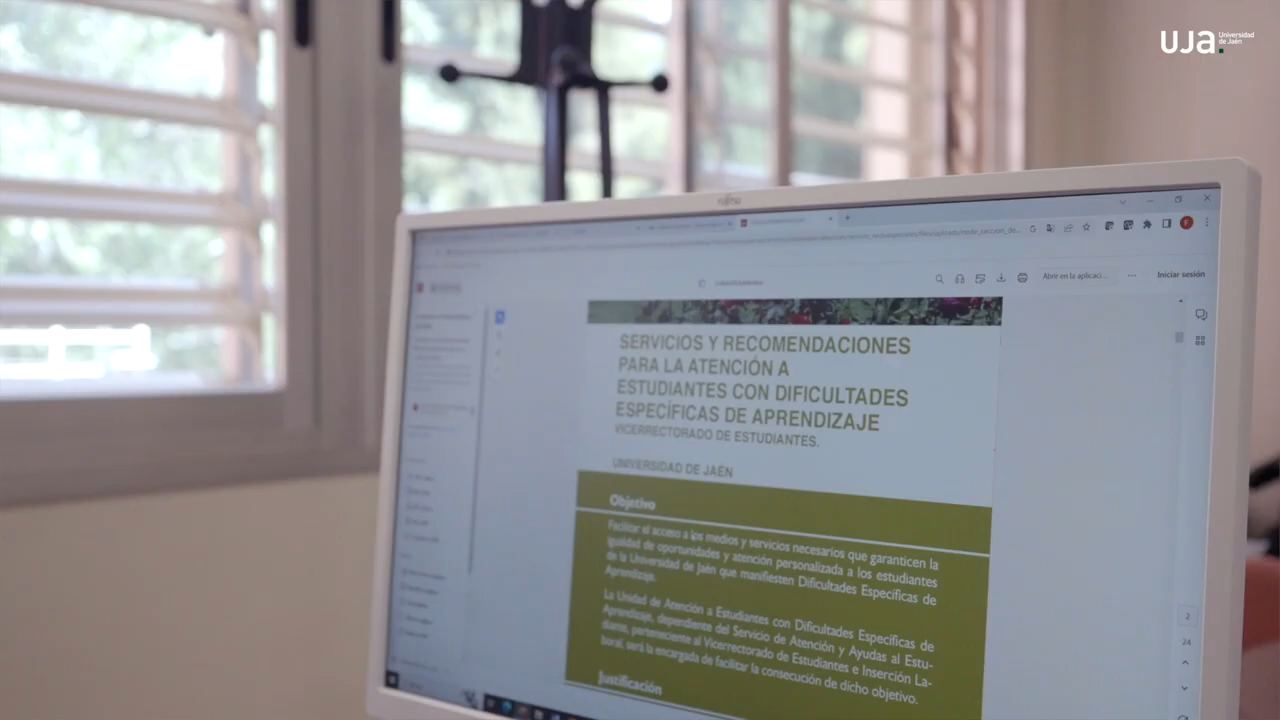 uja.
Universidad
de Jaén
FUJITSU
Abrir en la aplicaci...
Iniciar sesión
SERVICIOS Y RECOMENDACIONES
PARA LA ATENCIÓN A
ESTUDIANTES CON DIFICULTADES
ESPECÍFICAS DE APRENDIZAJE
VICERRECTORADO DE ESTUDIANTES.
UNIVERSIDAD DE JAÉN
Objetivo
Facilitar el acceso a los medios y servicios necesarios que garanticen la
igualdad de oportunidades y atención personalizada a los estudiantes
de la Universidad de Jaén que manifiesten Dificultades Específicas de
Aprendizaje.
La Unidad de Atención a Estudiantes con Dificultades Específicas de
Aprendizaje, dependiente del Servicio de Atención y Ayudas al Estu-
diante, perteneciente al Vicerrectorado de Estudiantes e Inserción La-
boral, será la encargada de facilitar la consecución de dicho objetivo.
Justificación
2
24